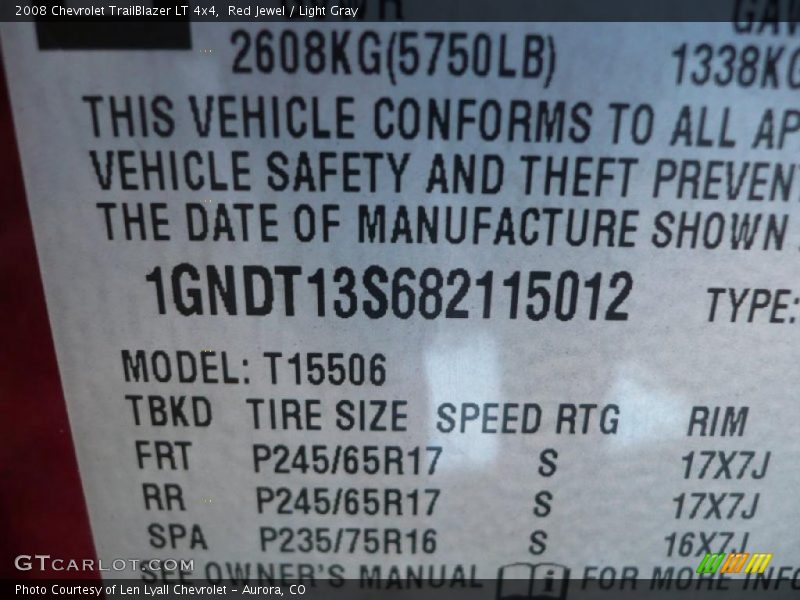 2008 Chevrolet TrailBlazer LT 4x4, Red Jewel / Light Gray
2608KG(5750LB) 1338KG
THIS VEHICLE CONFORMS TO ALL AP
VEHICLE SAFETY AND THEFT PREVEN
THE DATE OF MANUFACTURE SHOWN
1GNDT13S682115012 TYPE:
MODEL: T15506
TBKD TIRE SIZE SPEED RTG RIM
FRT P245/65R17 S 17X7J
RR P245/65R17 S 17X7J
SPA P235/75R16 S 16X7J
SEE OWNER'S MANUAL FOR MORE INFO
GTCARLOT.COM
Photo Courtesy of Len Lyall Chevrolet - Aurora, CO